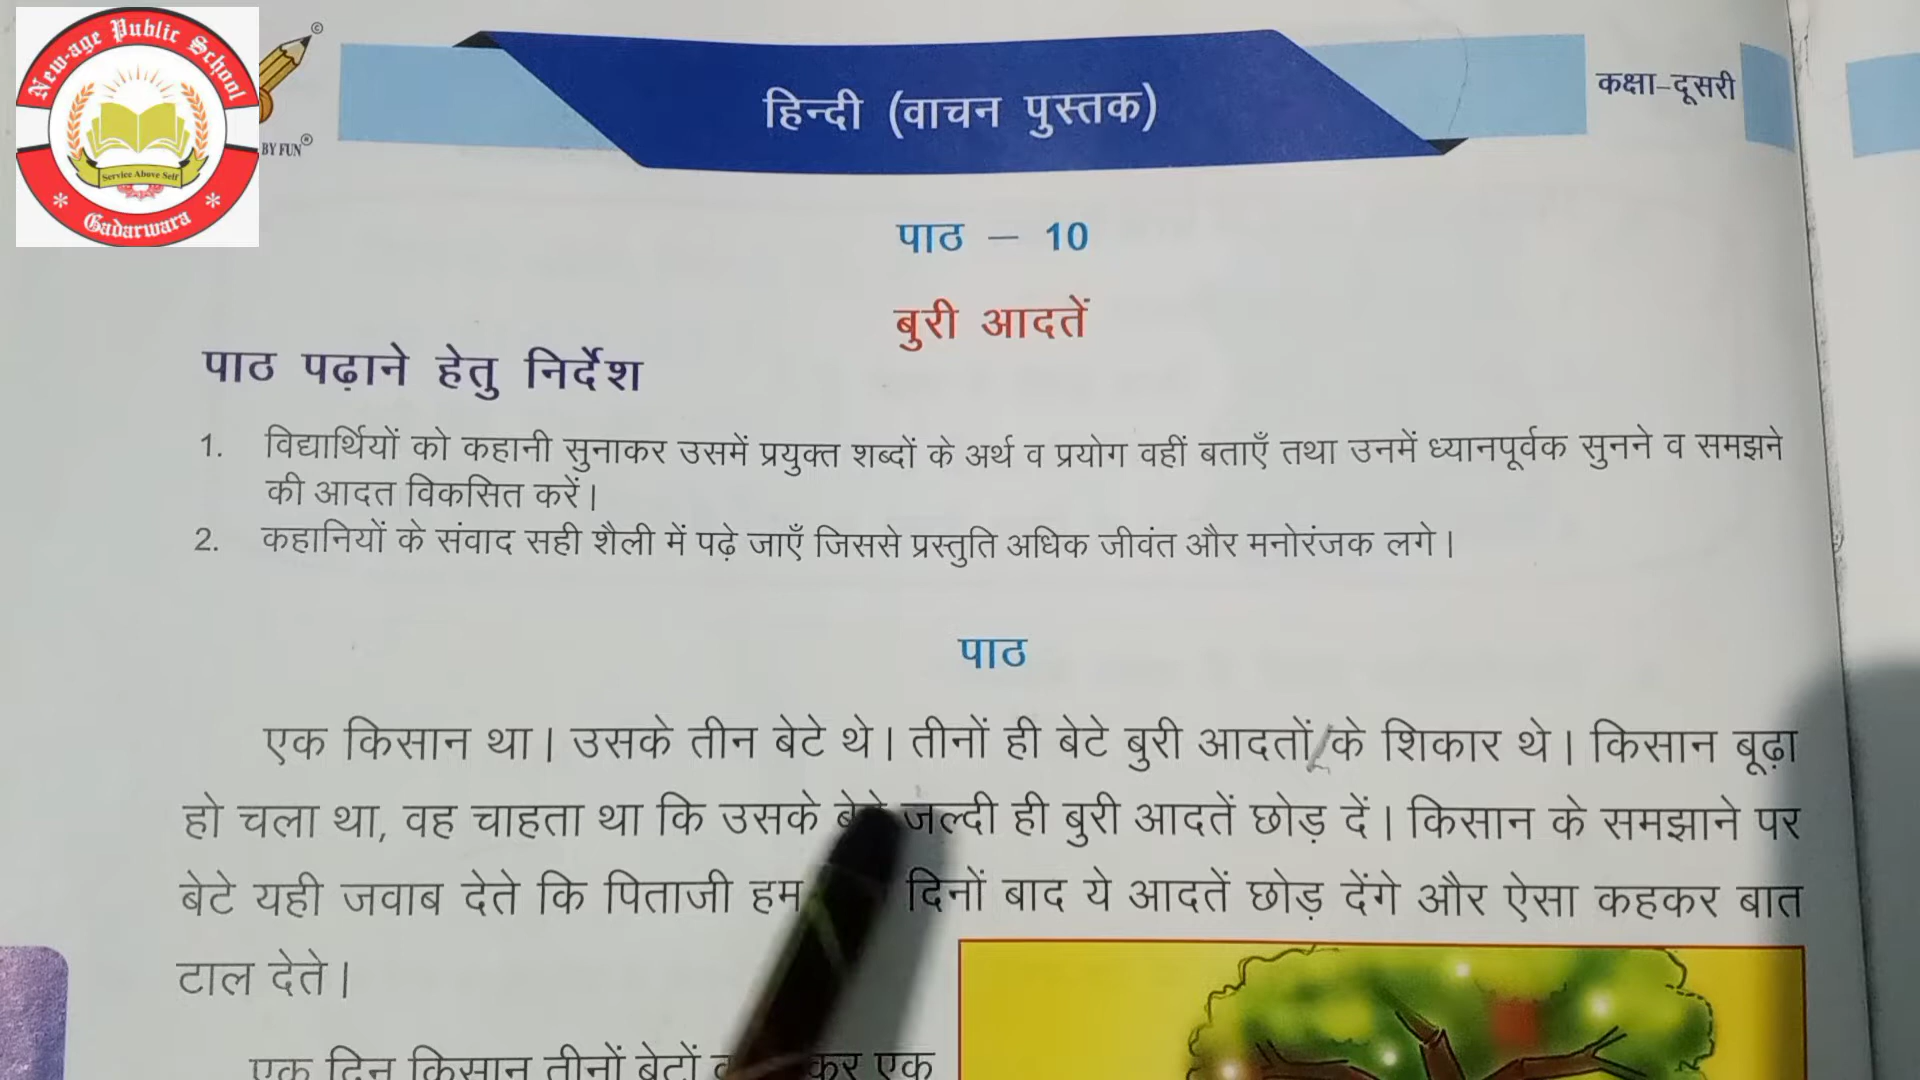 New-age Public School
Service Above Self
Gadarwara
©
BY FUN®
हिन्दी (वाचन पुस्तक)
कक्षा-दूसरी
पाठ – 10
बुरी आदतें
पाठ पढ़ाने हेतु निर्देश
1. विद्यार्थियों को कहानी सुनाकर उसमें प्रयुक्त शब्दों के अर्थ व प्रयोग वहीं बताएँ तथा उनमें ध्यानपूर्वक सुनने व समझने
की आदत विकसित करें।
2. कहानियों के संवाद सही शैली में पढ़े जाएँ जिससे प्रस्तुति अधिक जीवंत और मनोरंजक लगे।
पाठ
एक किसान था। उसके तीन बेटे थे। तीनों ही बेटे बुरी आदतों के शिकार थे। किसान बूढ़ा
हो चला था, वह चाहता था कि उसके बेटे जल्दी ही बुरी आदतें छोड़ दें। किसान के समझाने पर
बेटे यही जवाब देते कि पिताजी हम दिनों बाद ये आदतें छोड़ देंगे और ऐसा कहकर बात
टाल देते।
एक दिन किसान तीनों बेटों कर एक